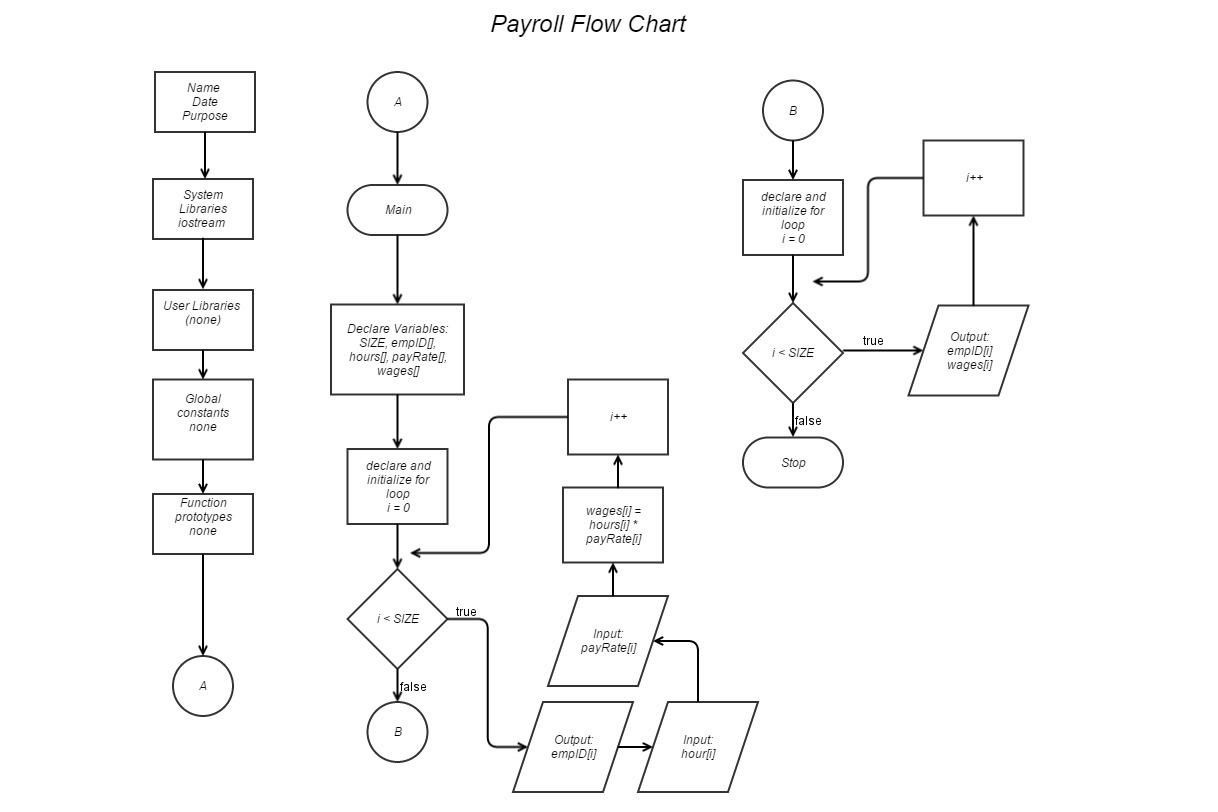 Payroll Flow Chart
Name
Date
Purpose
System
Libraries
iostream
User Libraries
(none)
Global
constants
none
Function
prototypes
none
A
A
Main
Declare Variables:
SIZE, empID[],
hours[], payRate[],
wages[]
declare and
initialize for
loop
i = 0
i < SIZE
true
false
B
Output:
empID[i]
Input:
hour[i]
Input:
payRate[i]
wages[i] =
hours[i] *
payRate[i]
i++
B
declare and
initialize for
loop
i = 0
i < SIZE
true
false
Stop
Output:
empID[i]
wages[i]
i++